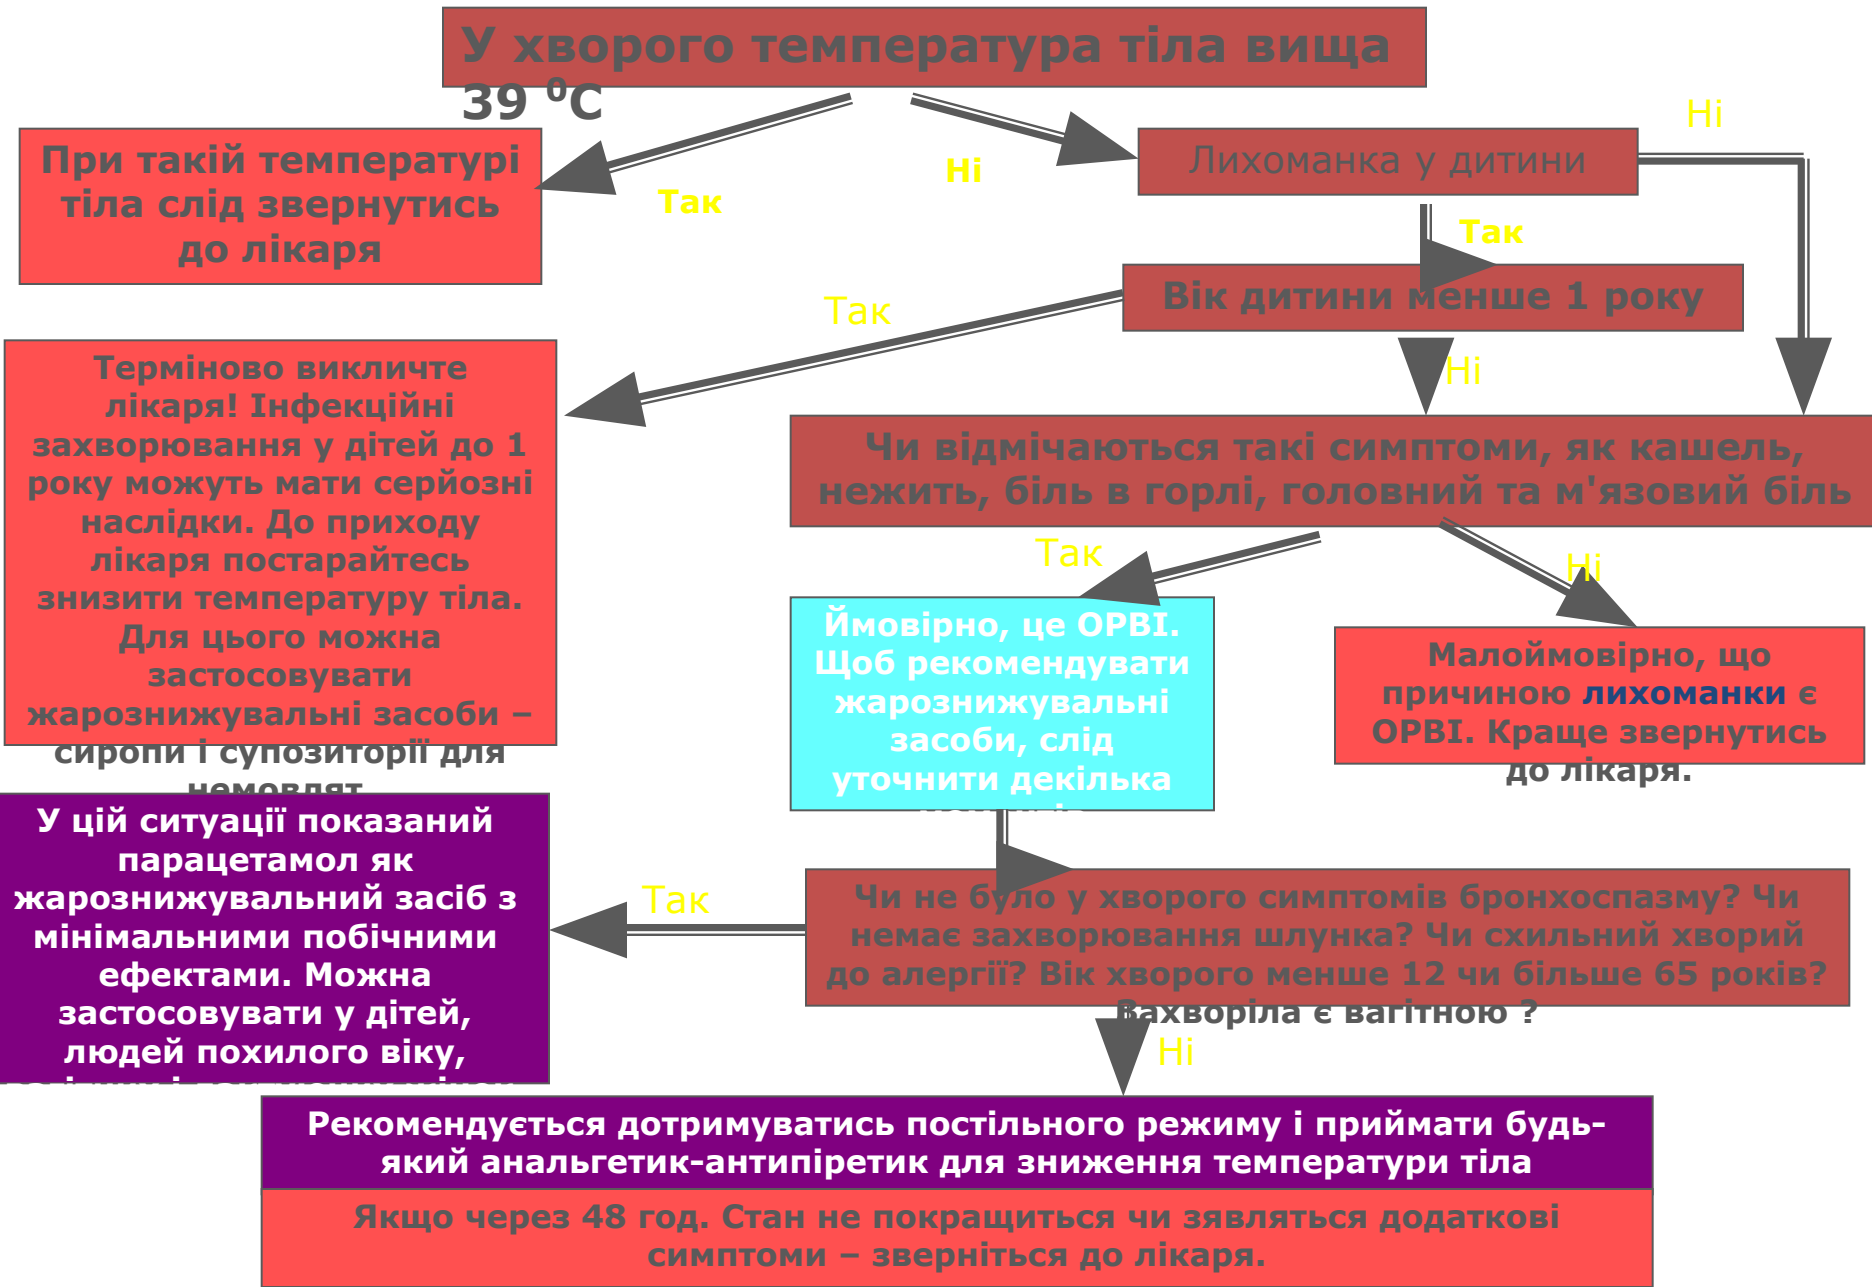 У хворого температура тіла вища
39 ⁰С
Ні
При такій температурі
тіла слід звернутись
до лікаря
Так
Ні
Лихоманка у дитини
Так
Вік дитини менше 1 року
Так
Ні
Терміново викличте
лікаря! Інфекційні
захворювання у дітей до 1
року можуть мати серйозні
наслідки. До приходу
лікаря постарайтесь
знизити температуру тіла.
Для цього можна
застосовувати
жарознижувальні засоби –
сиропи і супозиторії для
немовлят
Чи відмічаються такі симптоми, як кашель,
нежить, біль в горлі, головний та м'язовий біль
Так
Ні
Ймовірно, це ОРВІ.
Щоб рекомендувати
жарознижувальні
засоби, слід
уточнити декілька
Малоймовірно, що
причиною лихоманки є
ОРВІ. Краще звернутись
до лікаря.
У цій ситуації показаний
парацетамол як
жарознижувальний засіб з
мінімальними побічними
ефектами. Можна
застосовувати у дітей,
людей похилого віку,
Так
Чи не було у хворого симптомів бронхоспазму? Чи
немає захворювання шлунка? Чи схильний хворий
до алергії? Вік хворого менше 12 чи більше 65 років?
Захворіла є вагітною ?
Ні
Рекомендується дотримуватись постільного режиму і приймати будь-
який анальгетик-антипіретик для зниження температури тіла
Якщо через 48 год. Стан не покращиться чи зявляться додаткові
симптоми – зверніться до лікаря.